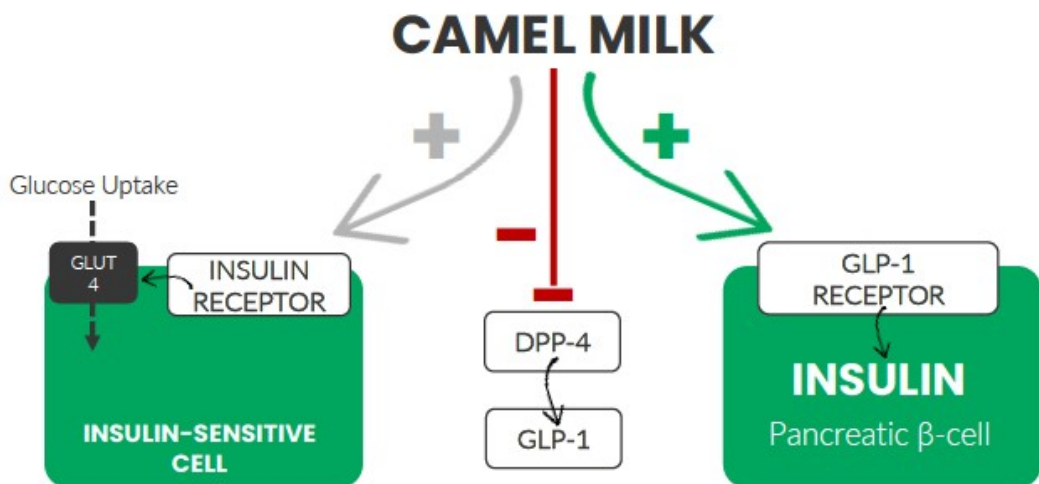 CAMEL MILK
Glucose Uptake
GLUT
4
INSULIN
RECEPTOR
INSULIN-SENSITIVE
CELL
DPP-4
GLP-1
GLP-1
RECEPTOR
INSULIN
Pancreatic β-cell